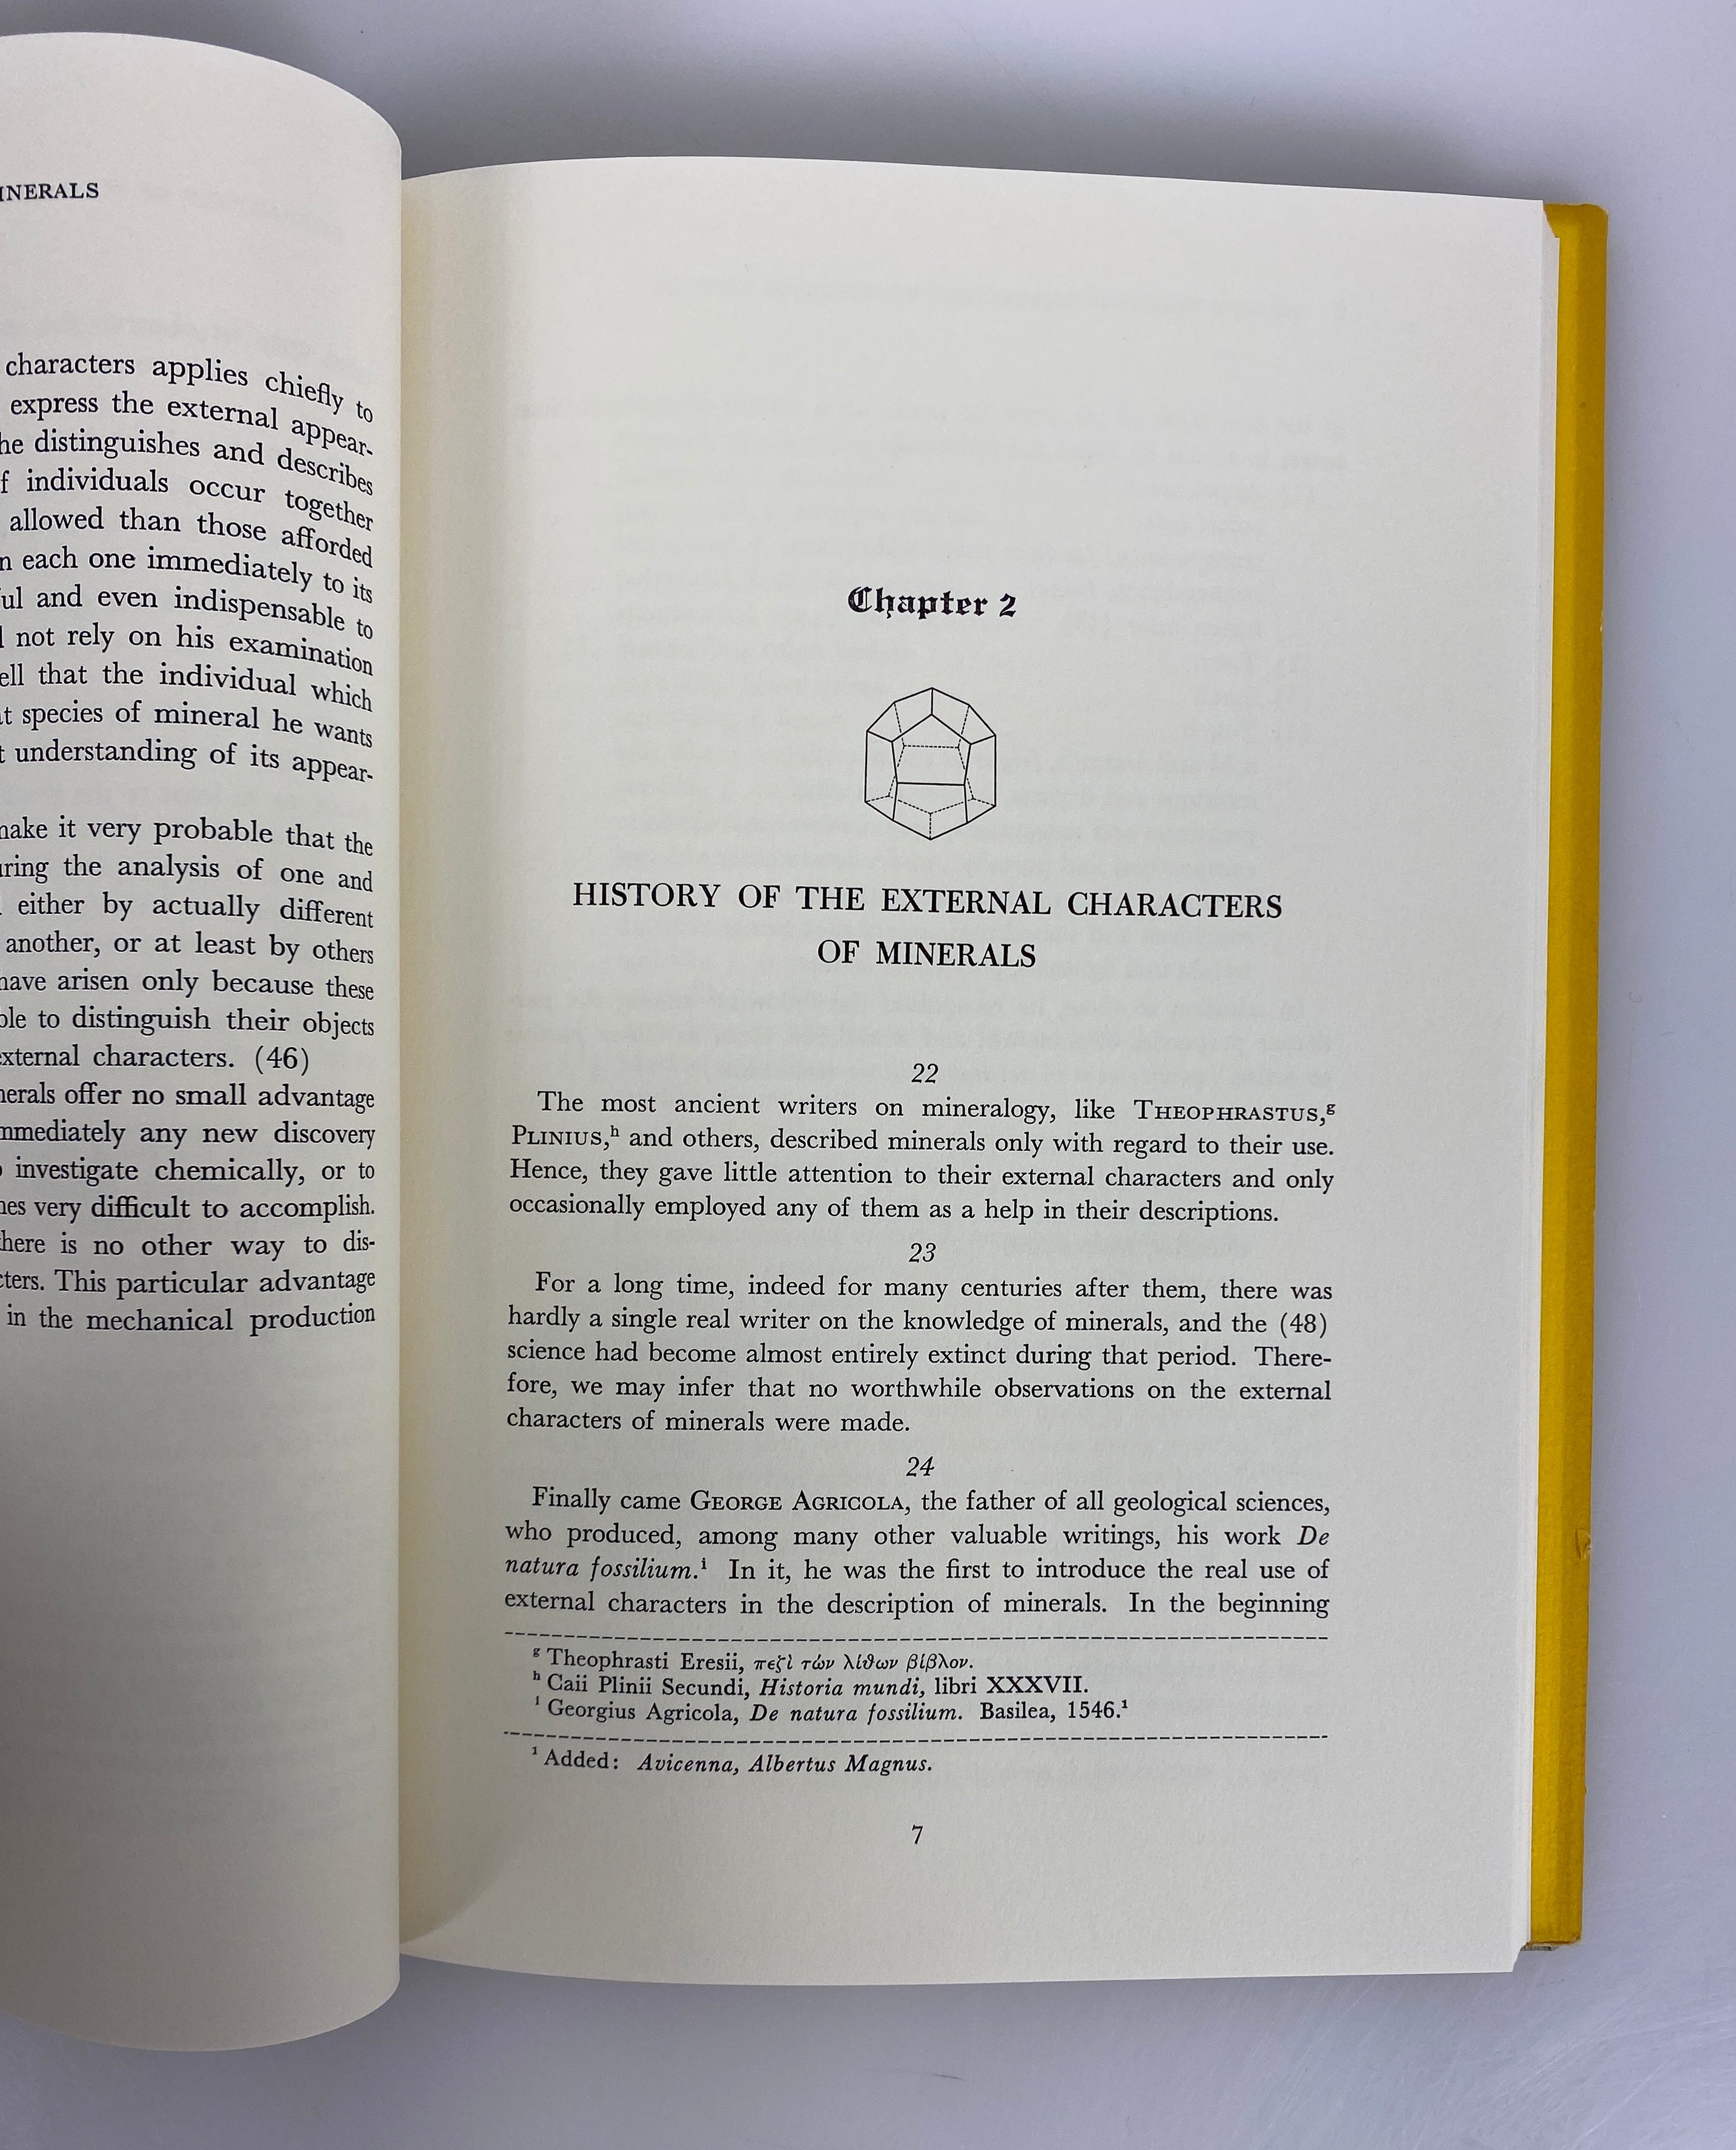 INERALS
characters applies chiefly to
express the external appear-
he distinguishes and describes
f individuals occur together
allowed than those afforded
n each one immediately to its
ul and even indispensable to
not rely on his examination
ell that the individual which
t species of mineral he wants
t understanding of its appear-
make it very probable that the
uring the analysis of one and
either by actually different
another, or at least by others
have arisen only because these
ble to distinguish their objects
external characters. (46)
nerals offer no small advantage
mmediately any new discovery
o investigate chemically, or to
nes very difficult to accomplish.
there is no other way to dis-
cters. This particular advantage
in the mechanical production
Chapter 2
HISTORY OF THE EXTERNAL CHARACTERS
OF MINERALS
22
The most ancient writers on mineralogy, like THEOPHRASTUS,ᵍ
PLINIUS,ʰ and others, described minerals only with regard to their use.
Hence, they gave little attention to their external characters and only
occasionally employed any of them as a help in their descriptions.
23
For a long time, indeed for many centuries after them, there was
hardly a single real writer on the knowledge of minerals, and the (48)
science had become almost entirely extinct during that period. There-
fore, we may infer that no worthwhile observations on the external
characters of minerals were made.
24
Finally came GEORGE AGRICOLA, the father of all geological sciences,
who produced, among many other valuable writings, his work De
natura fossilium.ⁱ In it, he was the first to introduce the real use of
external characters in the description of minerals. In the beginning
ᵍ Theophrasti Eresii, πεζὶ τῶν λίθων βίβλον.
ʰ Caii Plinii Secundi, Historia mundi, libri XXXVII.
ⁱ Georgius Agricola, De natura fossilium. Basilea, 1546.¹
¹ Added: Avicenna, Albertus Magnus.
7